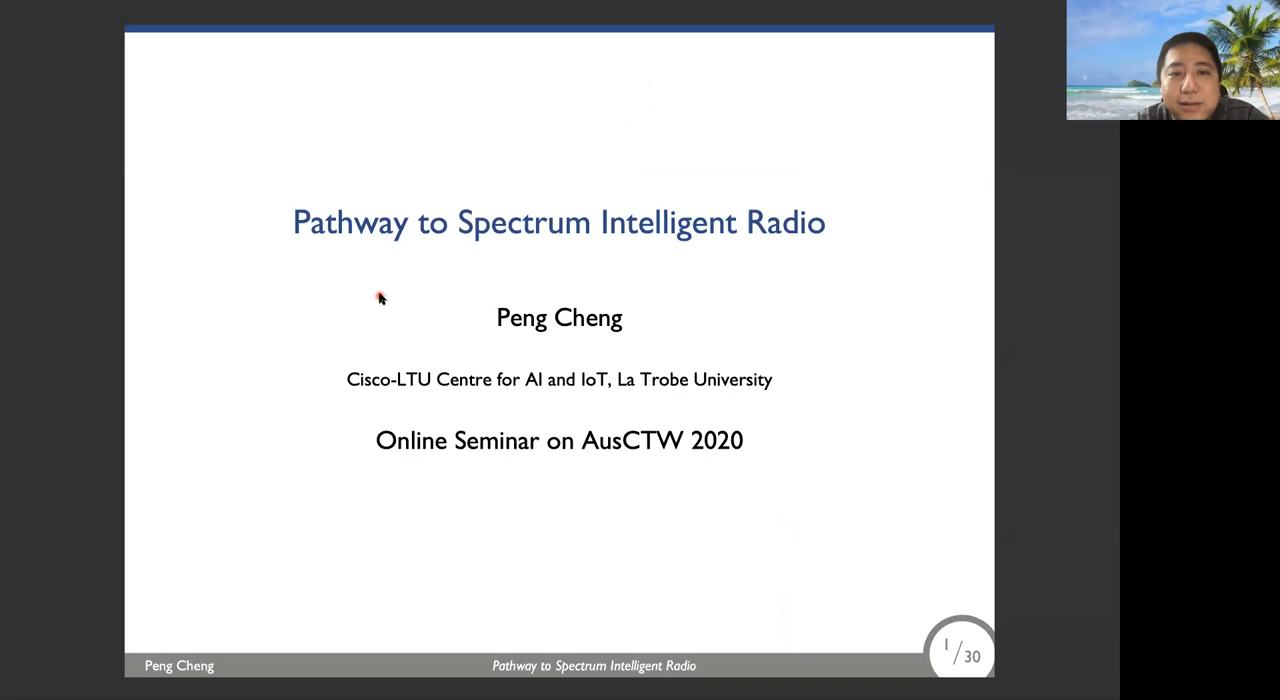 Pathway to Spectrum Intelligent Radio
Peng Cheng
Cisco-LTU Centre for AI and IoT, La Trobe University
Online Seminar on AusCTW 2020
Peng Cheng
Pathway to Spectrum Intelligent Radio
1/30